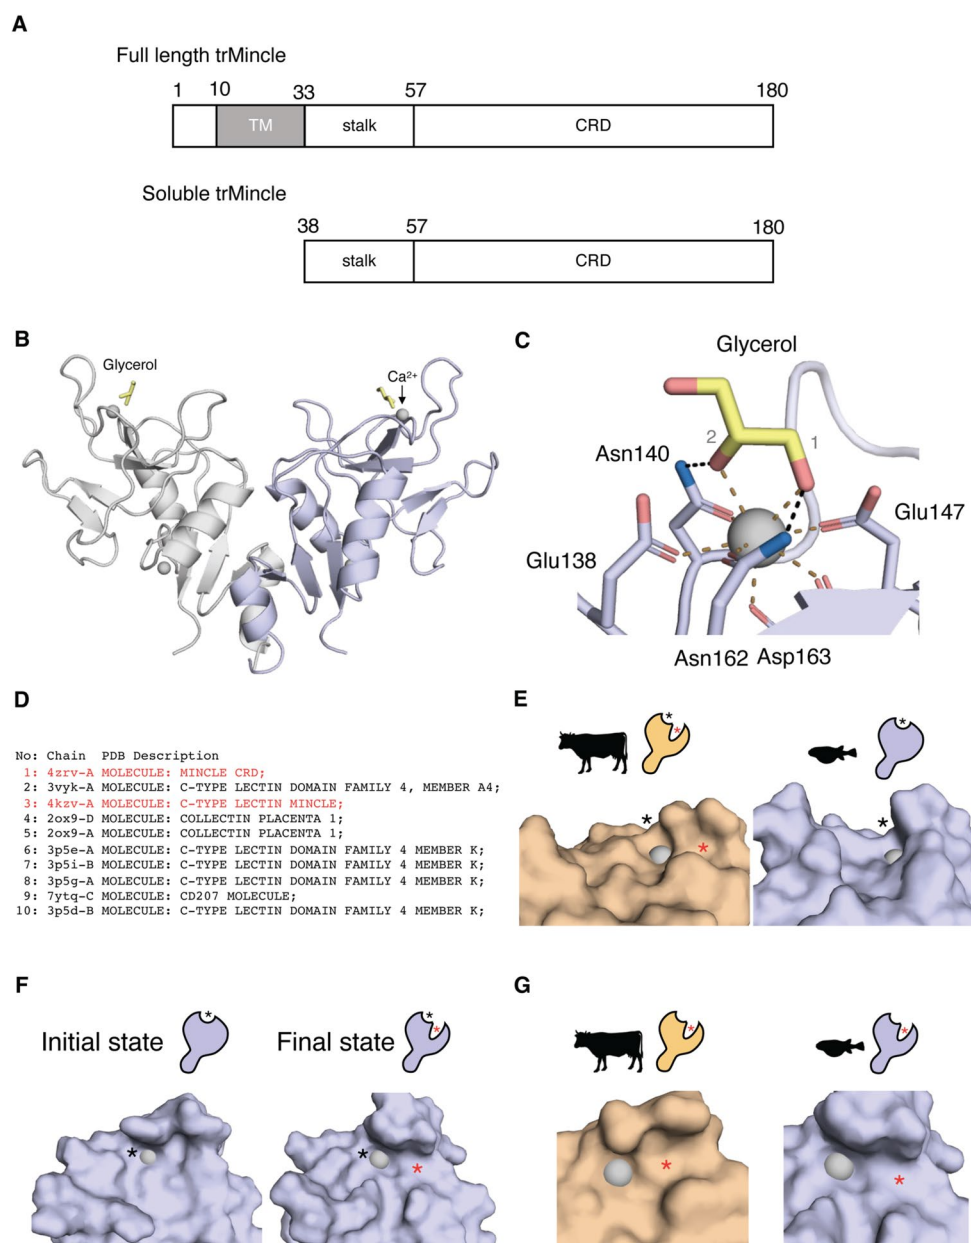 A
Full length trMincle
1 10 33 57 180
TM stalk CRD
Soluble trMincle
38 57 180
stalk CRD
B
Glycerol
Ca²⁺
C
Glycerol
2 1
Asn140
Glu147
Glu138
Asn162 Asp163
D
No: Chain PDB Description
1: 4zrv-A MOLECULE: MINCLE CRD;
2: 3vyk-A MOLECULE: C-TYPE LECTIN DOMAIN FAMILY 4, MEMBER A4;
3: 4kzv-A MOLECULE: C-TYPE LECTIN MINCLE;
4: 2ox9-D MOLECULE: COLLECTIN PLACENTA 1;
5: 2ox9-A MOLECULE: COLLECTIN PLACENTA 1;
6: 3p5e-A MOLECULE: C-TYPE LECTIN DOMAIN FAMILY 4 MEMBER K;
7: 3p5i-B MOLECULE: C-TYPE LECTIN DOMAIN FAMILY 4 MEMBER K;
8: 3p5g-A MOLECULE: C-TYPE LECTIN DOMAIN FAMILY 4 MEMBER K;
9: 7ytq-C MOLECULE: CD207 MOLECULE;
10: 3p5d-B MOLECULE: C-TYPE LECTIN DOMAIN FAMILY 4 MEMBER K;
E
* *
*
* *
*
F
Initial state *
Final state * *
*
* *
G
* *
* *